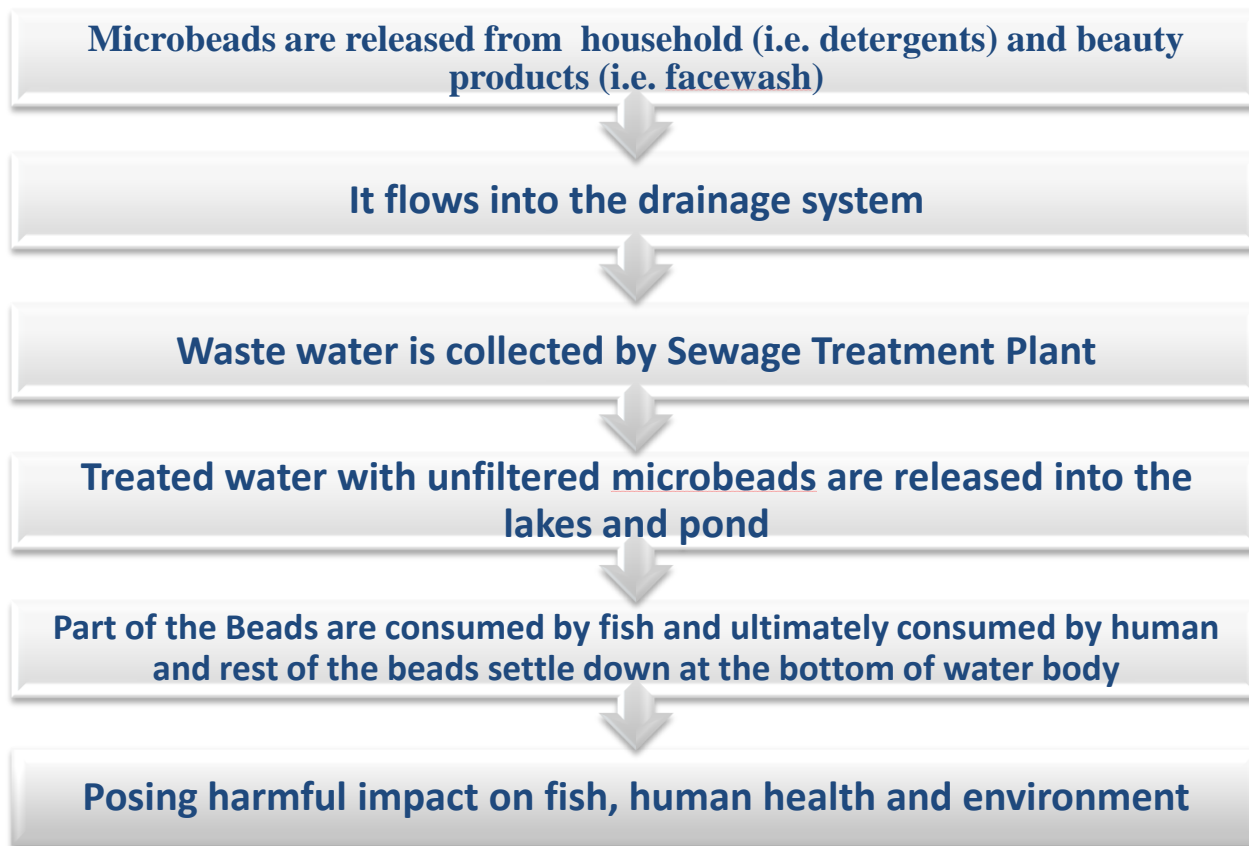 Microbeads are released from household (i.e. detergents) and beauty
products (i.e. facewash)
It flows into the drainage system
Waste water is collected by Sewage Treatment Plant
Treated water with unfiltered microbeads are released into the
lakes and pond
Part of the Beads are consumed by fish and ultimately consumed by human
and rest of the beads settle down at the bottom of water body
Posing harmful impact on fish, human health and environment